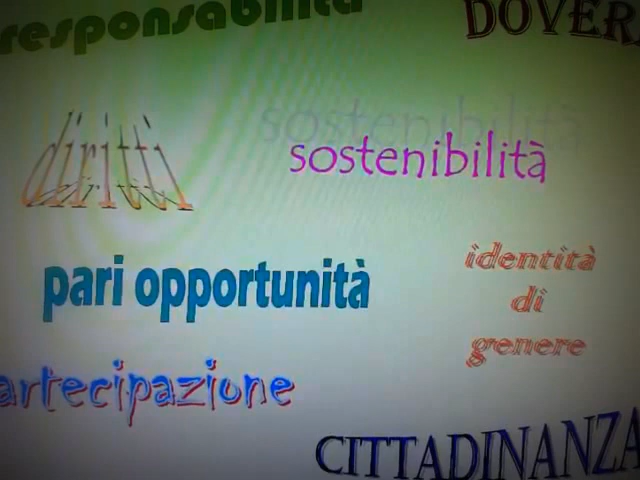 responsabilità
DOVER
diritti
sostenibilità
pari opportunità
identità
di
genere
artecipazione
CITTADINANZA